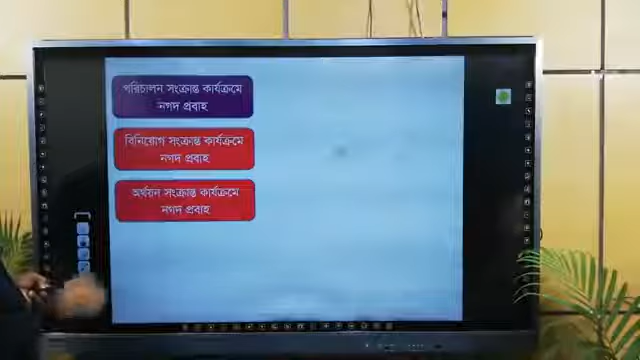 পরিচালন সংক্রান্ত কার্যক্রমে
নগদ প্রবাহ
বিনিয়োগ সংক্রান্ত কার্যক্রমে
নগদ প্রবাহ
অর্থায়ন সংক্রান্ত কার্যক্রমে
নগদ প্রবাহ